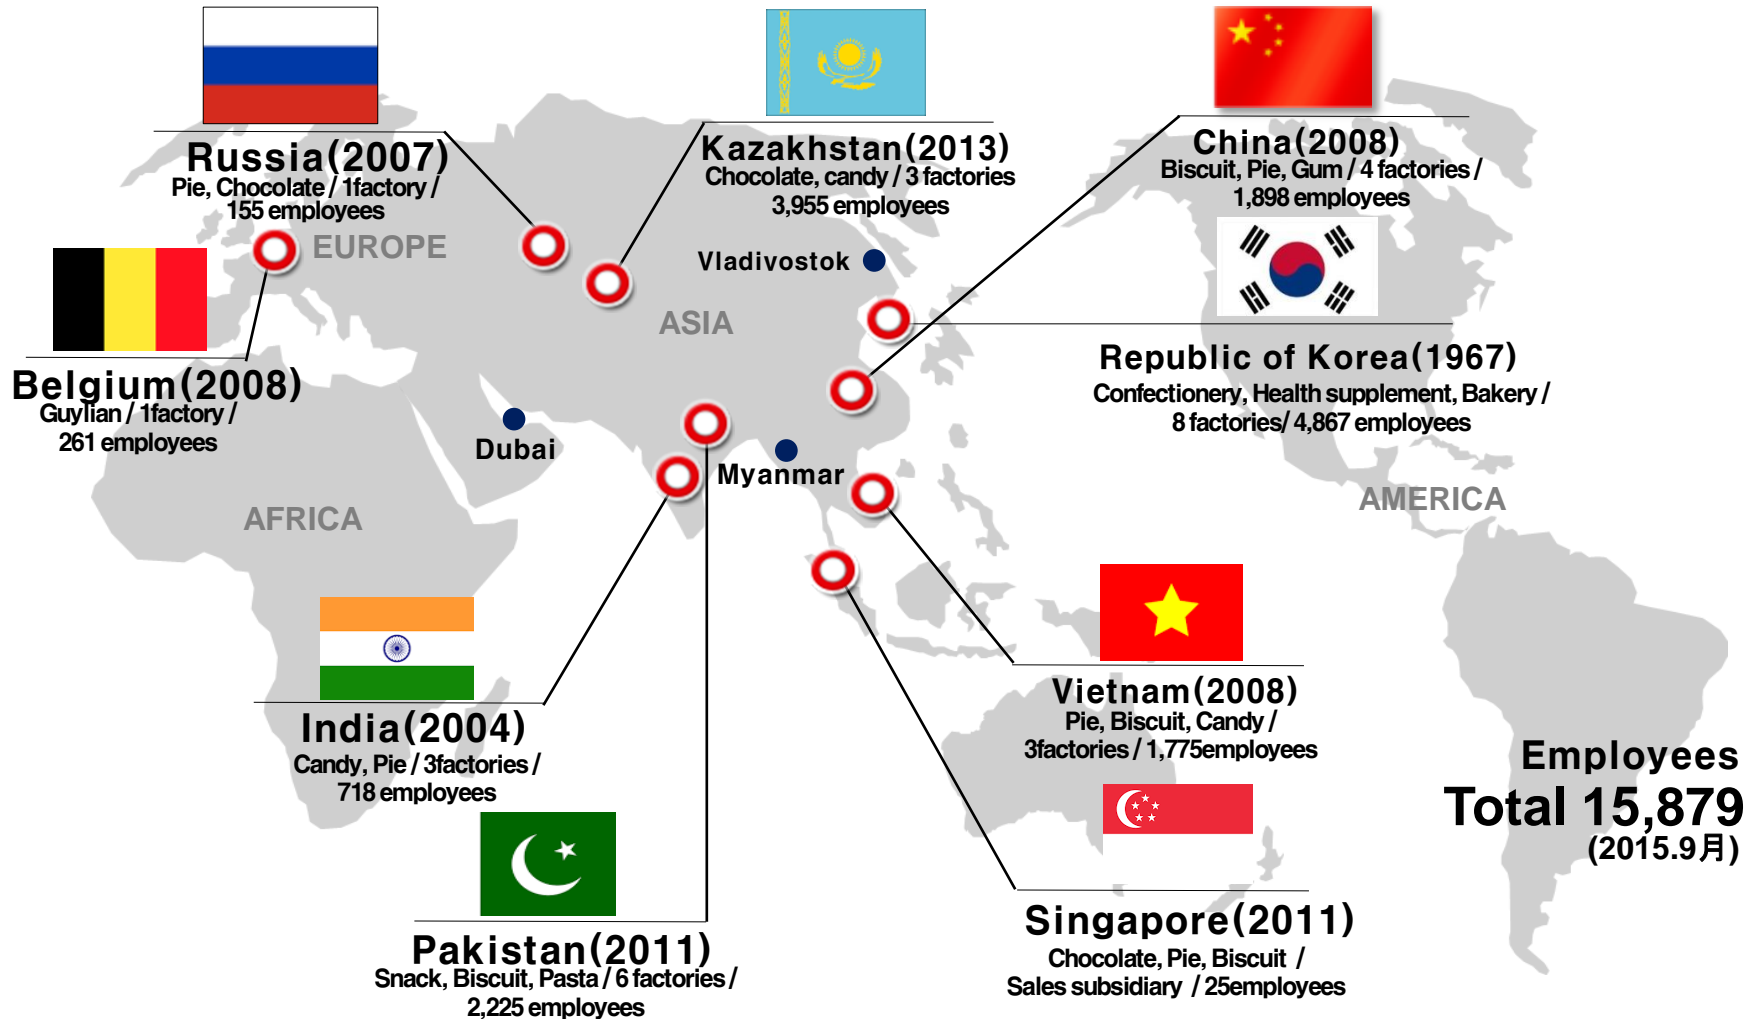 Russia(2007)
Pie, Chocolate / 1factory /
155 employees
Kazakhstan(2013)
Chocolate, candy / 3 factories
3,955 employees
China(2008)
Biscuit, Pie, Gum / 4 factories /
1,898 employees
EUROPE
Vladivostok
ASIA
Republic of Korea(1967)
Confectionery, Health supplement, Bakery /
8 factories/ 4,867 employees
Belgium(2008)
Guylian / 1factory /
261 employees
Dubai
Myanmar
AFRICA
AMERICA
India(2004)
Candy, Pie / 3factories /
718 employees
Vietnam(2008)
Pie, Biscuit, Candy /
3factories / 1,775employees
Employees
Total 15,879
(2015.9月)
Pakistan(2011)
Snack, Biscuit, Pasta / 6 factories /
2,225 employees
Singapore(2011)
Chocolate, Pie, Biscuit /
Sales subsidiary / 25employees